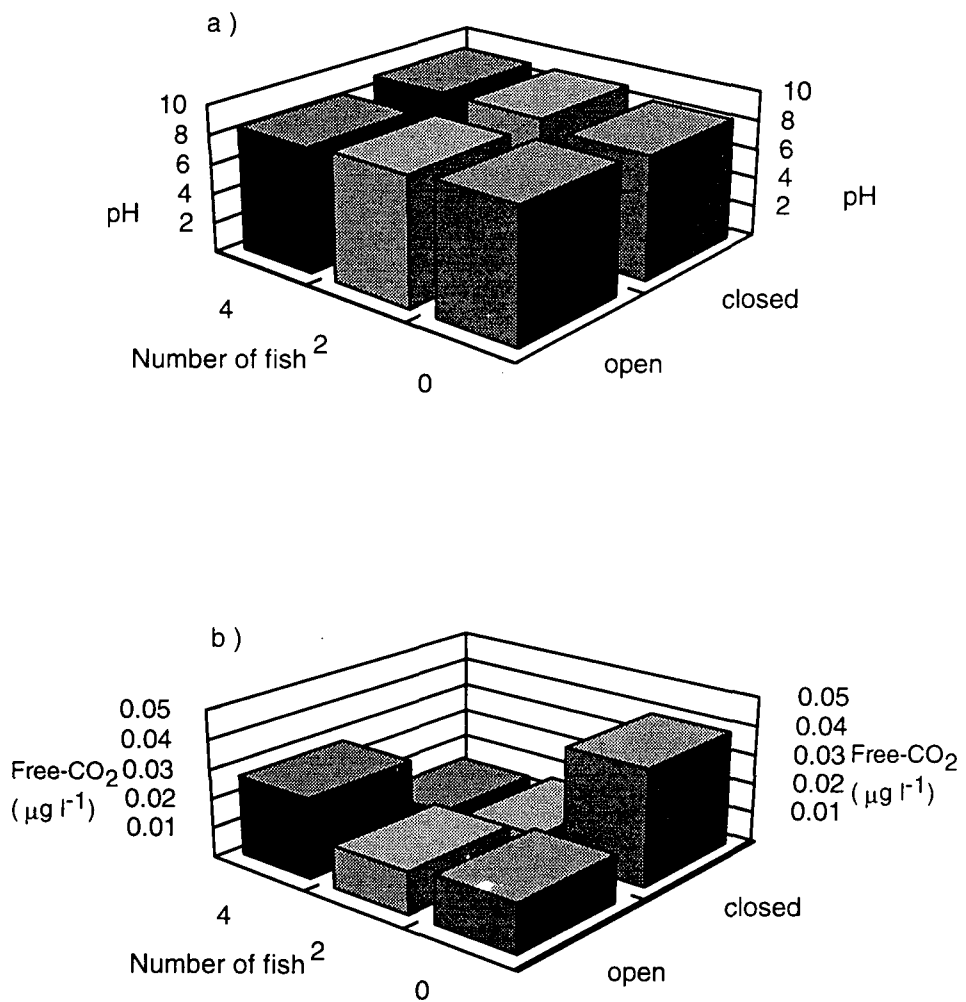 a )
10
8
6
4
2
pH
10
8
6
4
2
pH
4
2
0
Number of fish
open
closed
b )
0.05
0.04
0.03
0.02
0.01
Free-CO₂
( µg l⁻¹)
0.05
0.04
0.03
0.02
0.01
Free-CO₂
( µg l⁻¹)
4
2
0
Number of fish
open
closed